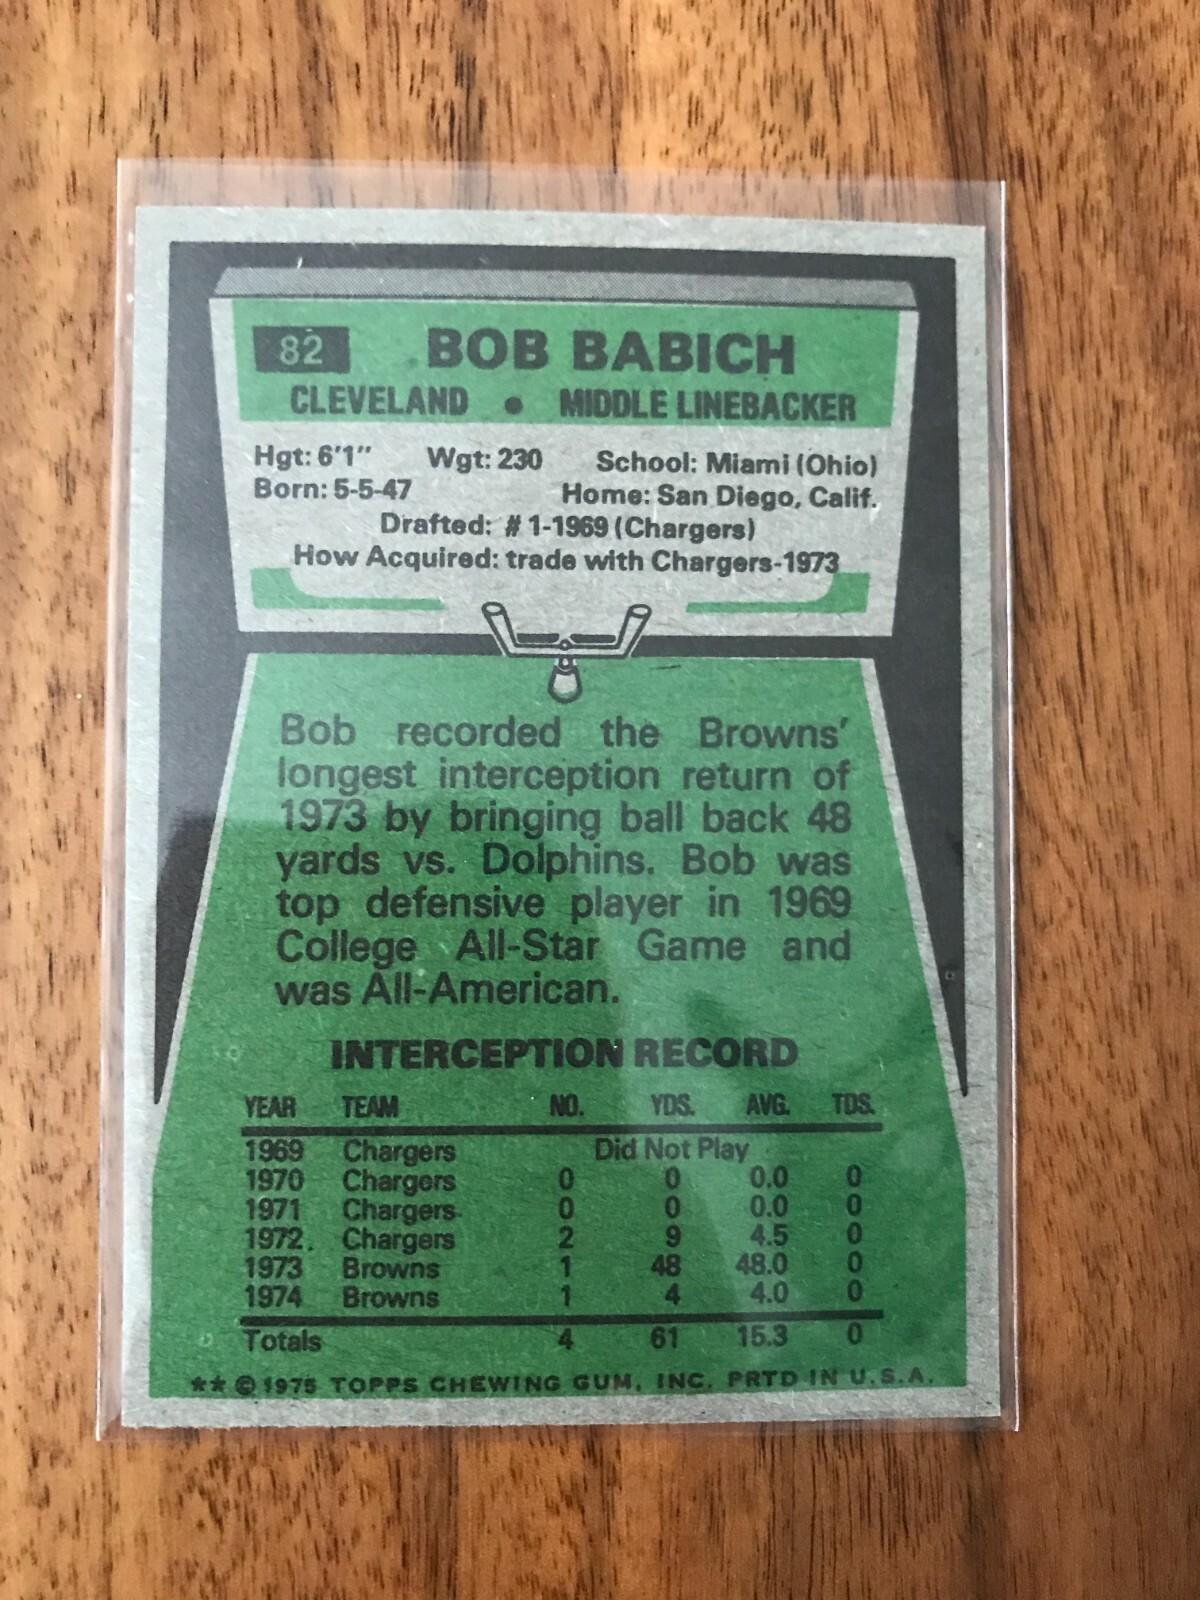 82 BOB BABICH
CLEVELAND • MIDDLE LINEBACKER
Hgt: 6'1" Wgt: 230 School: Miami (Ohio)
Born: 5-5-47 Home: San Diego, Calif.
Drafted: # 1-1969 (Chargers)
How Acquired: trade with Chargers-1973
Bob recorded the Browns'
longest interception return of
1973 by bringing ball back 48
yards vs. Dolphins. Bob was
top defensive player in 1969
College All-Star Game and
was All-American.
INTERCEPTION RECORD
YEAR TEAM NO. YDS. AVG. TDS.
1969 Chargers Did Not Play
1970 Chargers 0 0 0.0 0
1971 Chargers 0 0 0.0 0
1972 Chargers 2 9 4.5 0
1973 Browns 1 48 48.0 0
1974 Browns 1 4 4.0 0
Totals 4 61 15.3 0
** © 1975 TOPPS CHEWING GUM, INC. PRTD IN U.S.A.